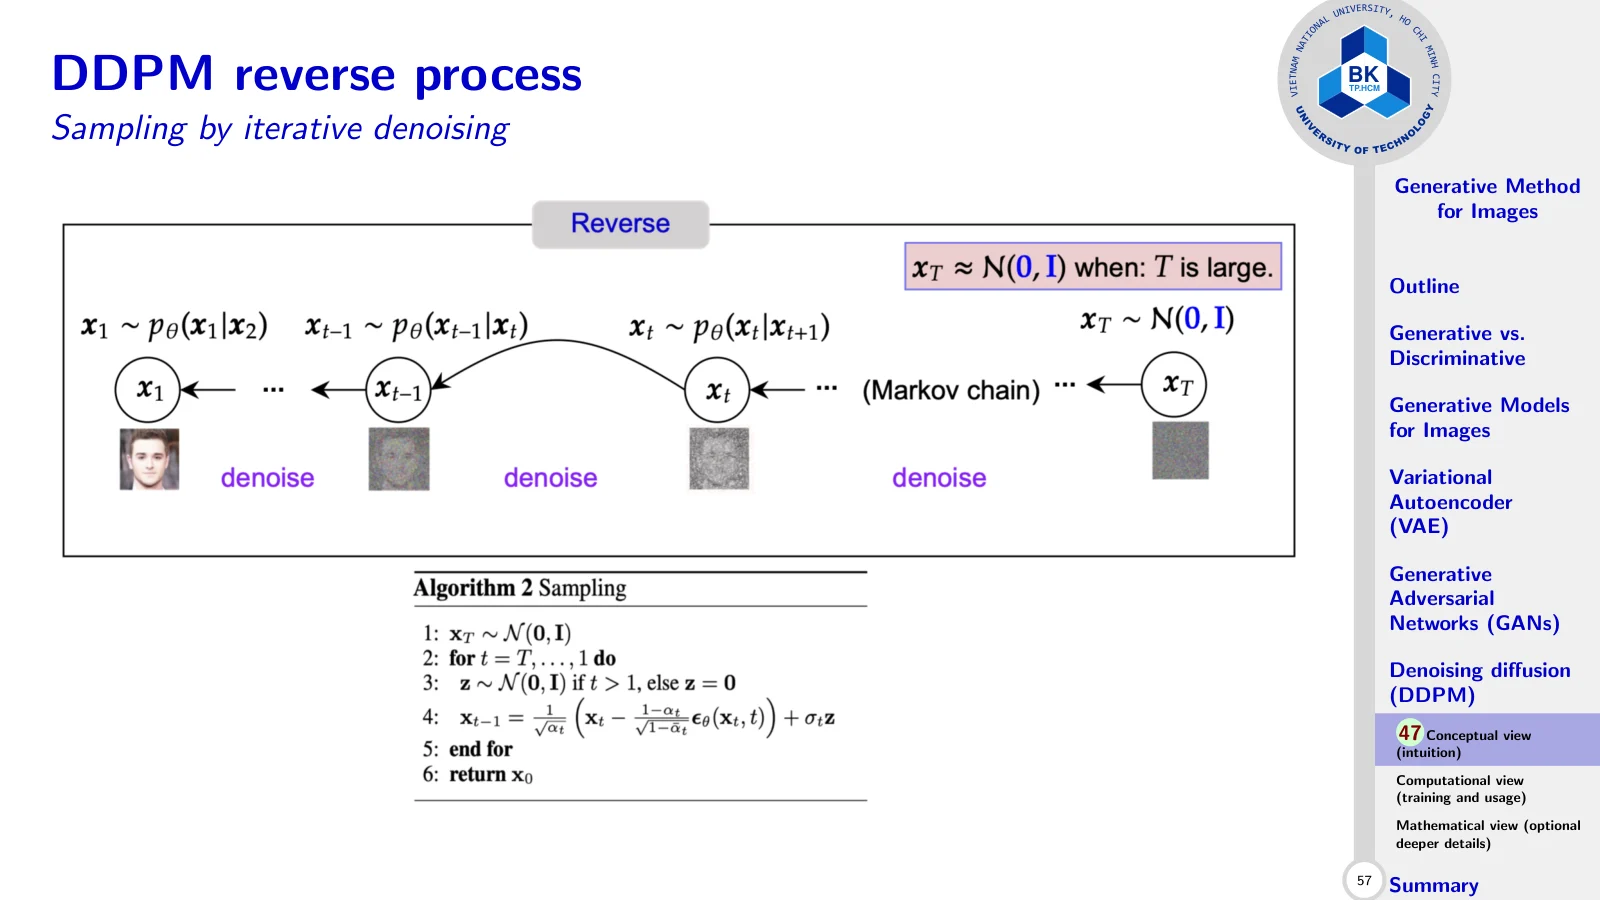 DDPM reverse process
Sampling by iterative denoising
Reverse
𝒙_T ≈ N(0, I) when: T is large.
𝒙_1 ~ p_θ(𝒙_1|𝒙_2)
𝒙_{t−1} ~ p_θ(𝒙_{t−1}|𝒙_t)
𝒙_t ~ p_θ(𝒙_t|𝒙_{t+1})
𝒙_T ~ N(0, I)
𝒙_1 ... 𝒙_{t−1} 𝒙_t ... (Markov chain) ... 𝒙_T
denoise denoise denoise
Algorithm 2 Sampling
1: x_T ~ N(0, I)
2: for t = T, . . . , 1 do
3: z ~ N(0, I) if t > 1, else z = 0
4: x_{t−1} = 1/√α_t (x_t − (1−α_t)/√(1−ᾱ_t) ϵ_θ(x_t, t)) + σ_t z
5: end for
6: return x_0
VIETNAM NATIONAL UNIVERSITY, HO CHI MINH CITY
BK
TP.HCM
UNIVERSITY OF TECHNOLOGY
Generative Method
for Images
Outline
Generative vs.
Discriminative
Generative Models
for Images
Variational
Autoencoder
(VAE)
Generative
Adversarial
Networks (GANs)
Denoising diffusion
(DDPM)
47 Conceptual view
(intuition)
Computational view
(training and usage)
Mathematical view (optional
deeper details)
Summary
57